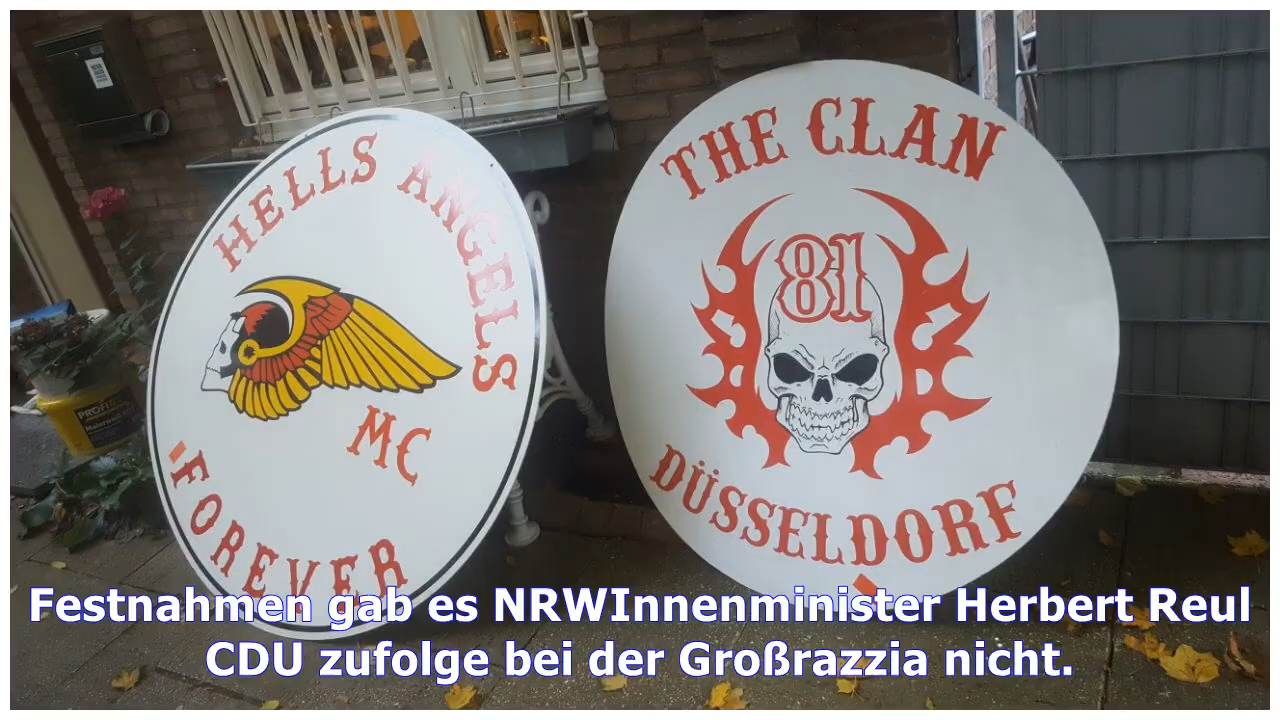 HELLS ANGELS
MC
FOREVER
THE CLAN
81
DÜSSELDORF
PROFI
Festnahmen gab es NRWInnenminister Herbert Reul
CDU zufolge bei der Großrazzia nicht.